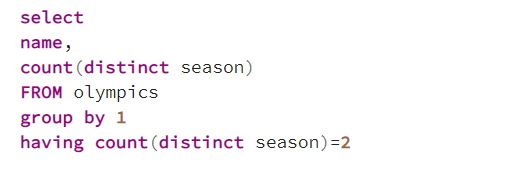 select
name,
count(distinct season)
FROM olympics
group by 1
having count(distinct season)=2